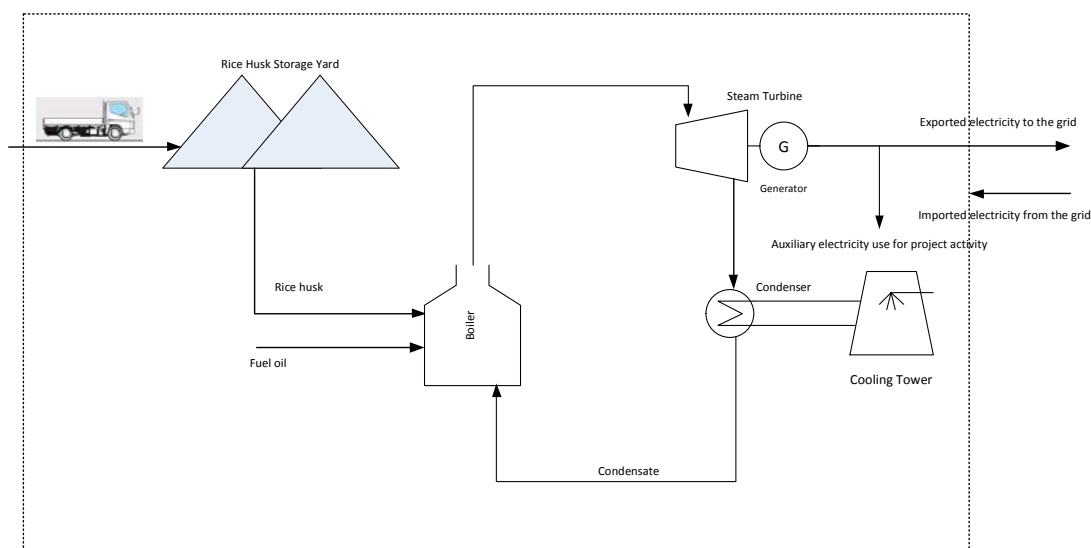 Rice Husk Storage Yard
Steam Turbine
Exported electricity to the grid
G
Generator
Imported electricity from the grid
Auxiliary electricity use for project activity
Rice husk
Condenser
Boiler
Fuel oil
Cooling Tower
Condensate